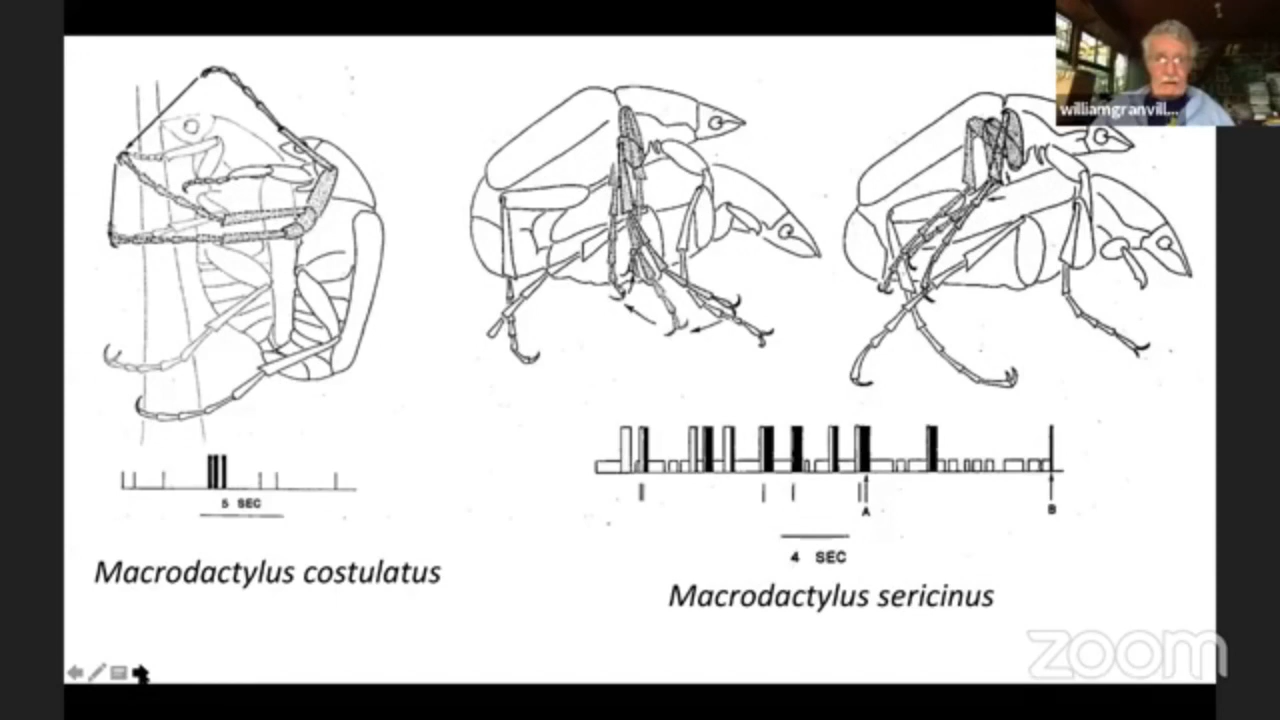 williamgranvill...
5 SEC
A
B
4 SEC
Macrodactylus costulatus
Macrodactylus sericinus
zoom